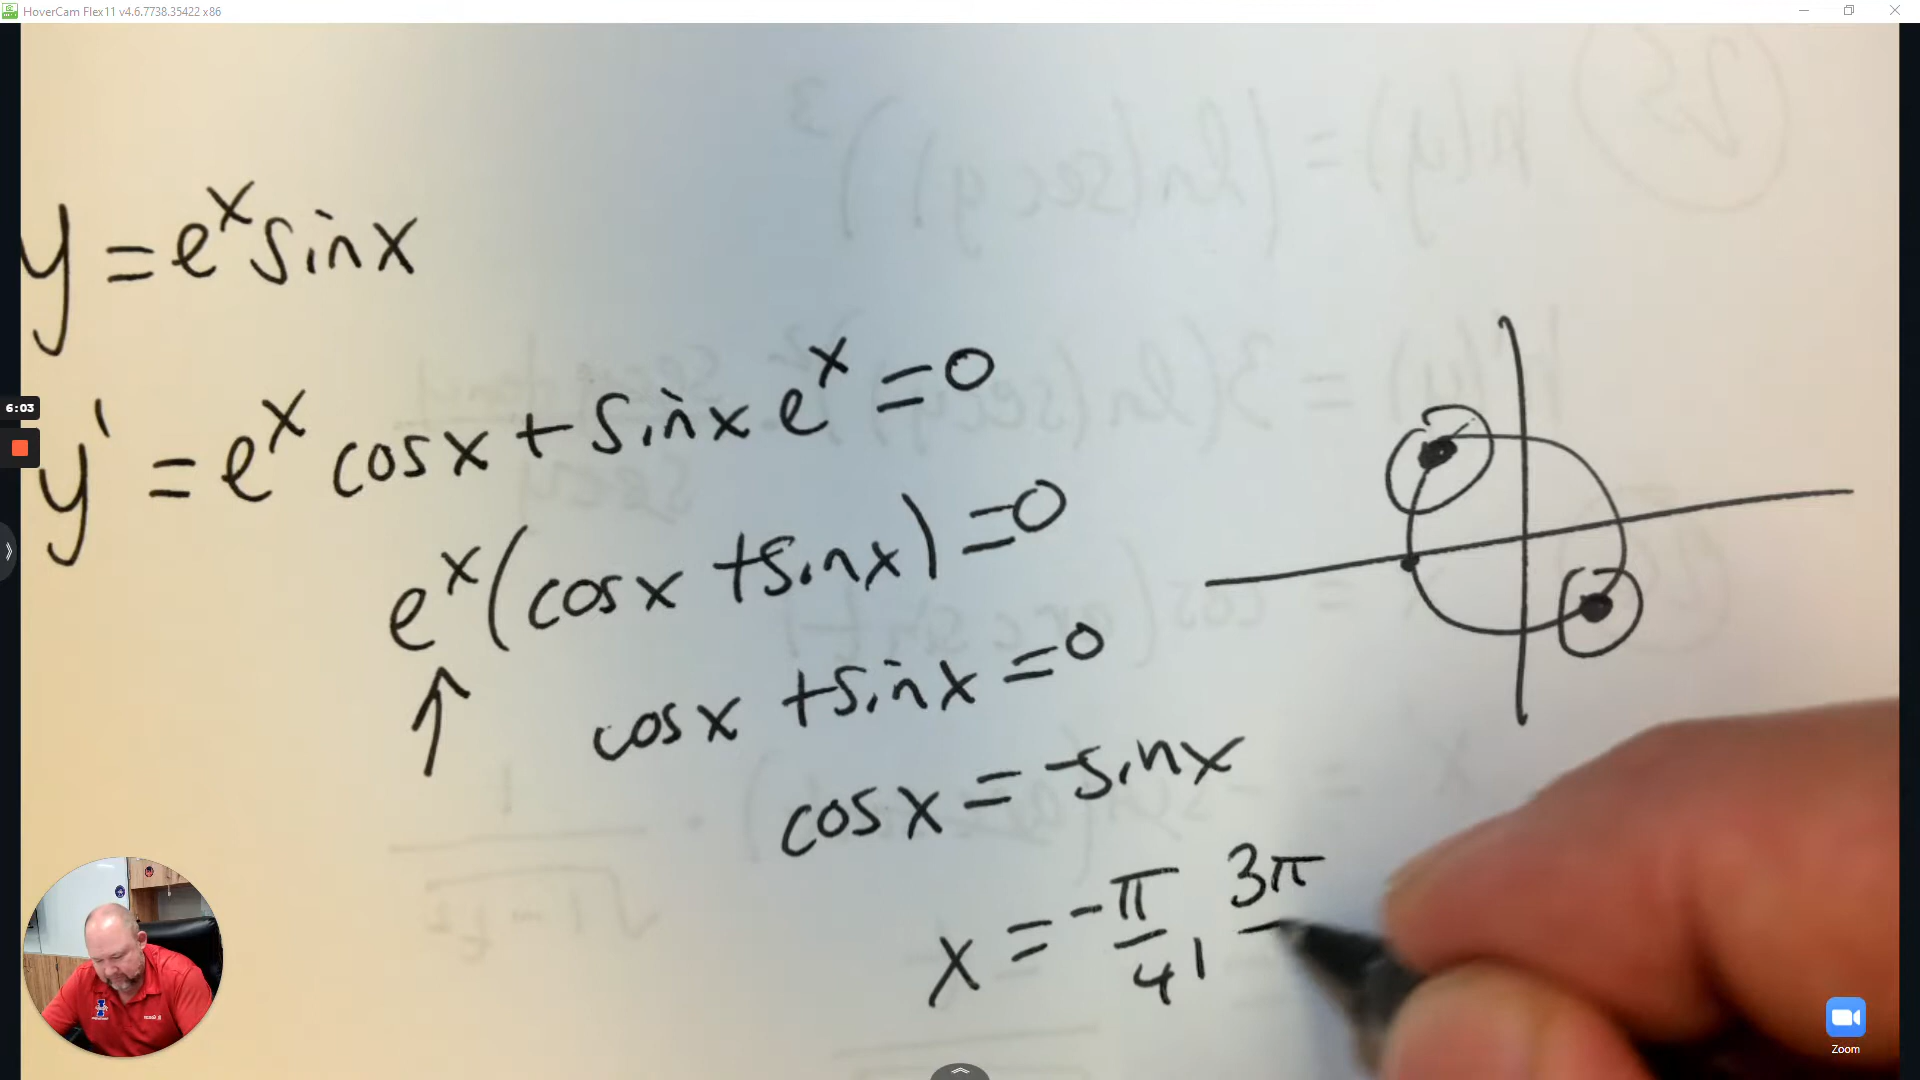 HoverCam Flex11 v4.6.7738.35422 x86
y = e^x sin x
y' = e^x cos x + sin x e^x = 0
e^x (cos x + sin x) = 0
cos x + sin x = 0
cos x = -sin x
x = -π/4, 3π
6:03
Zoom